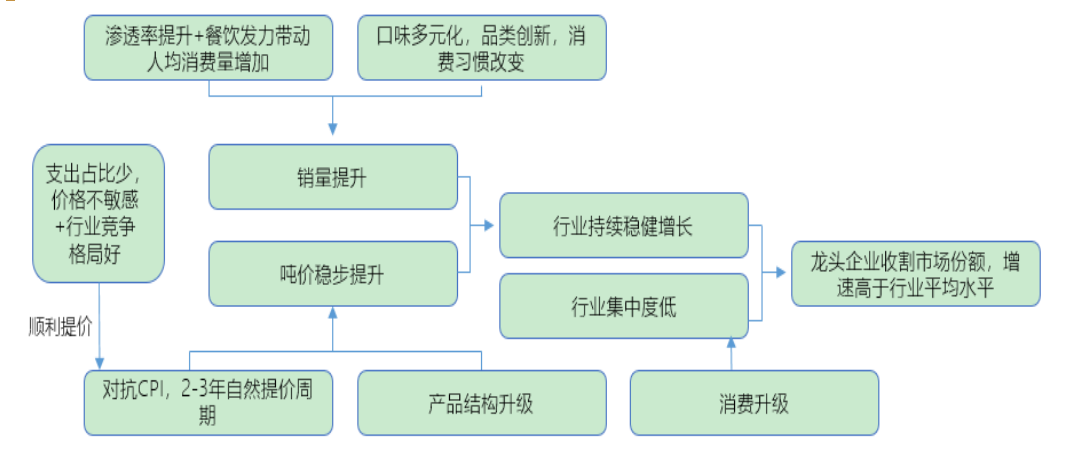 渗透率提升+餐饮发力带动
人均消费量增加
口味多元化，品类创新，消
费习惯改变
支出占比少，
价格不敏感
+行业竞争
格局好
销量提升
吨价稳步提升
行业持续稳健增长
行业集中度低
龙头企业收割市场份额，增
速高于行业平均水平
顺利提价
对抗CPI，2-3年自然提价周
期
产品结构升级
消费升级